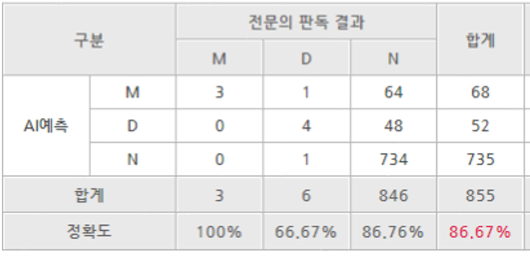 구분 전문의 판독 결과 합계
M D N
AI예측 M 3 1 64 68
D 0 4 48 52
N 0 1 734 735
합계 3 6 846 855
정확도 100% 66.67% 86.76% 86.67%